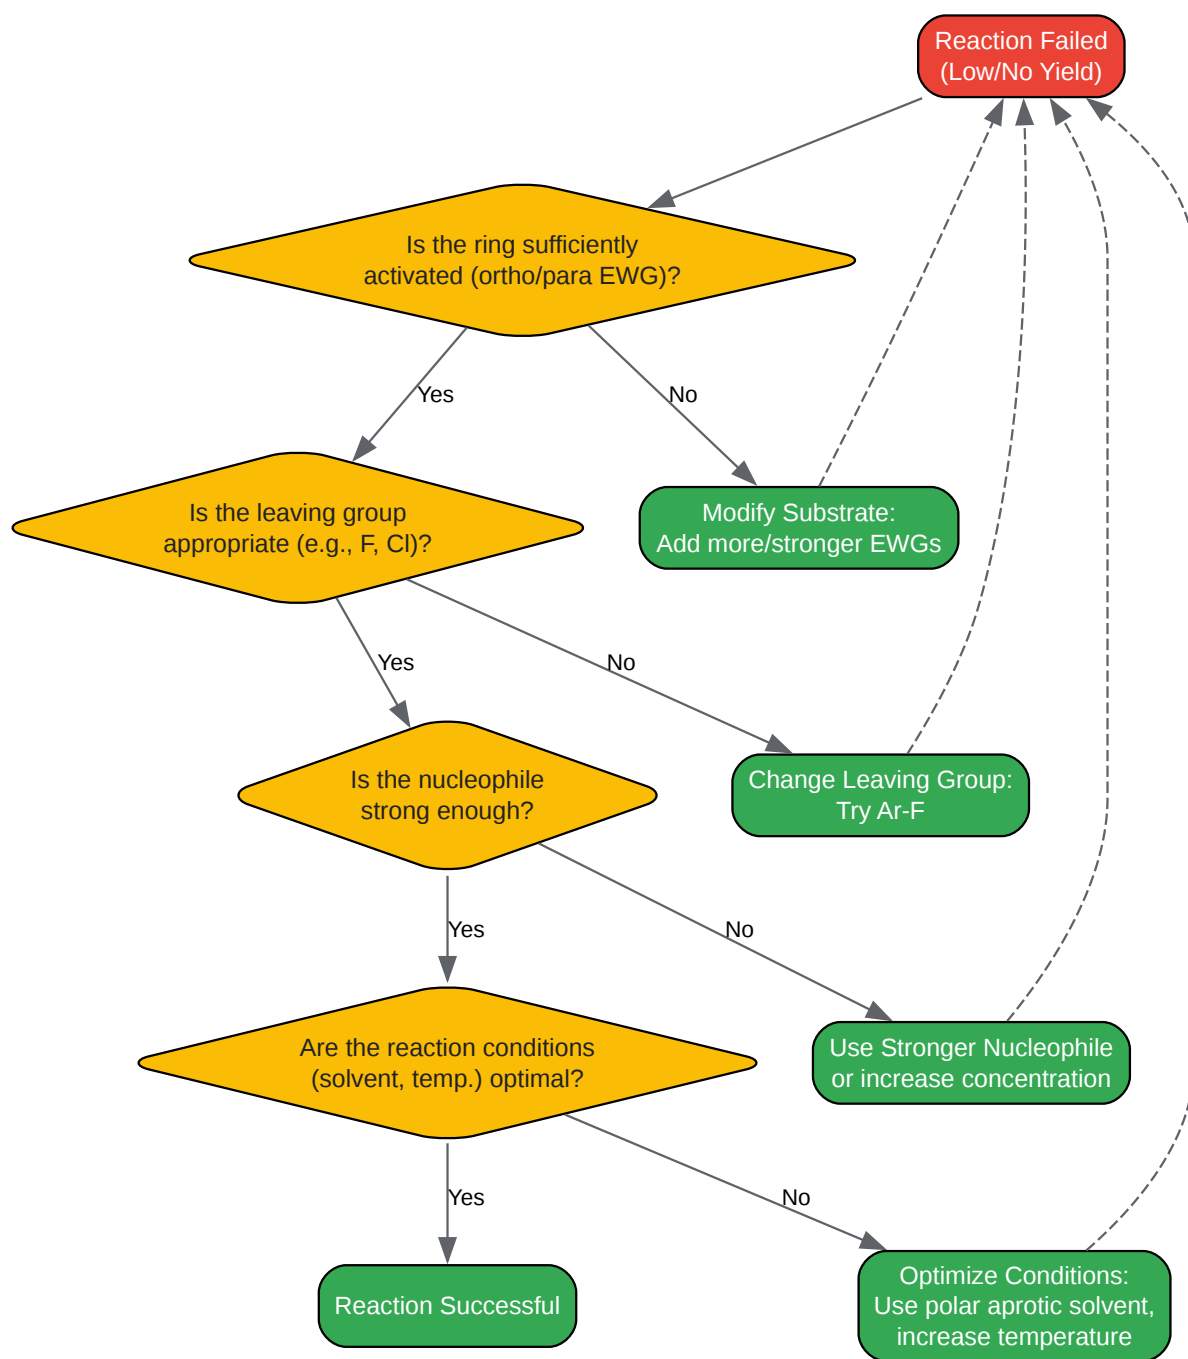 Reaction Failed
(Low/No Yield)
Is the ring sufficiently
activated (ortho/para EWG)?
Yes
No
Is the leaving group
appropriate (e.g., F, Cl)?
Modify Substrate:
Add more/stronger EWGs
Yes
No
Is the nucleophile
strong enough?
Change Leaving Group:
Try Ar-F
Yes
No
Are the reaction conditions
(solvent, temp.) optimal?
Use Stronger Nucleophile
or increase concentration
Yes
No
Reaction Successful
Optimize Conditions:
Use polar aprotic solvent,
increase temperature